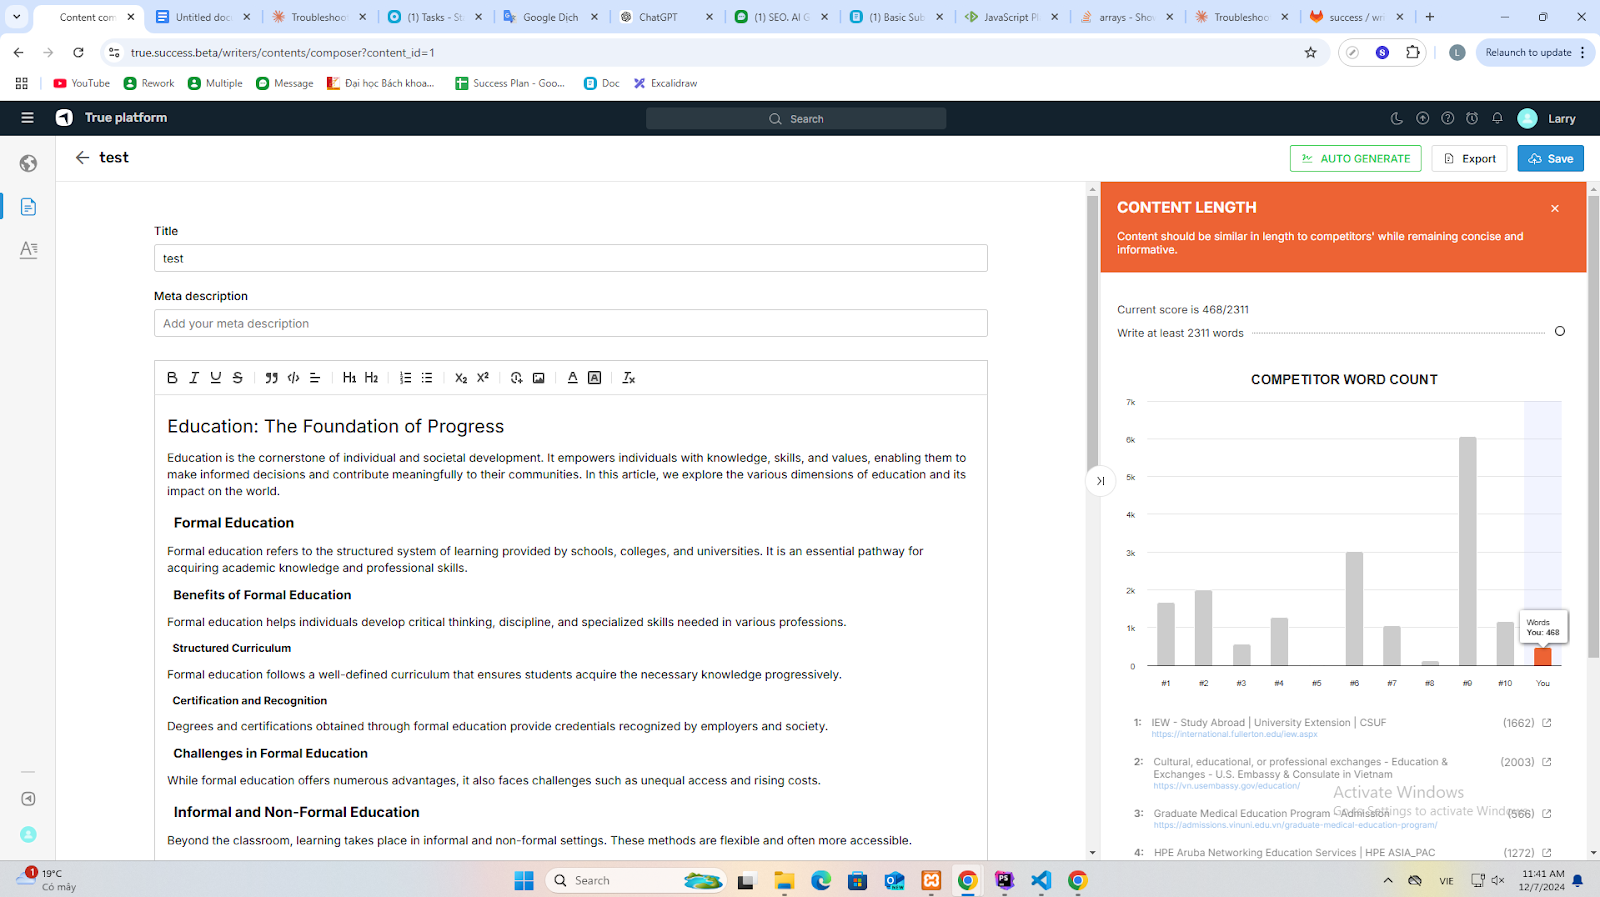 Content com
Untitled doc
Troubleshoo
(1) Tasks - St
Google Dịch
ChatGPT
(1) SEO. AI G
(1) Basic Sub
JavaScript Pl
arrays - Sho
Troubleshoo
success / wr
true.success.beta/writers/contents/composer?content_id=1
L
Relaunch to update
YouTube
Rework
Multiple
Message
Đại học Bách khoa...
Success Plan - Goo...
Doc
Excalidraw
True platform
Search
Larry
test
AUTO GENERATE
Export
Save
Title
test
Meta description
Add your meta description
B I U S H1 H2 X2 X² A A Tx
Education: The Foundation of Progress
Education is the cornerstone of individual and societal development. It empowers individuals with knowledge, skills, and values, enabling them to
make informed decisions and contribute meaningfully to their communities. In this article, we explore the various dimensions of education and its
impact on the world.
Formal Education
Formal education refers to the structured system of learning provided by schools, colleges, and universities. It is an essential pathway for
acquiring academic knowledge and professional skills.
Benefits of Formal Education
Formal education helps individuals develop critical thinking, discipline, and specialized skills needed in various professions.
Structured Curriculum
Formal education follows a well-defined curriculum that ensures students acquire the necessary knowledge progressively.
Certification and Recognition
Degrees and certifications obtained through formal education provide credentials recognized by employers and society.
Challenges in Formal Education
While formal education offers numerous advantages, it also faces challenges such as unequal access and rising costs.
Informal and Non-Formal Education
Beyond the classroom, learning takes place in informal and non-formal settings. These methods are flexible and often more accessible.
CONTENT LENGTH
Content should be similar in length to competitors' while remaining concise and
informative.
Current score is 468/2311
Write at least 2311 words
COMPETITOR WORD COUNT
7k
6k
5k
4k
3k
2k
1k
0
Words
You: 468
#1 #2 #3 #4 #5 #6 #7 #8 #9 #10 You
1: IEW - Study Abroad | University Extension | CSUF (1662)
https://international.fullerton.edu/iew.aspx
2: Cultural, educational, or professional exchanges - Education & (2003)
Exchanges - U.S. Embassy & Consulate in Vietnam
https://vn.usembassy.gov/education/
Activate Windows
Go to Settings to activate Windows.
3: Graduate Medical Education Program - Admission (566)
https://admissions.vinuni.edu.vn/graduate-medical-education-program/
4: HPE Aruba Networking Education Services | HPE ASIA_PAC (1272)
1
19°C
Có mây
Search
VIE
11:41 AM
12/7/2024